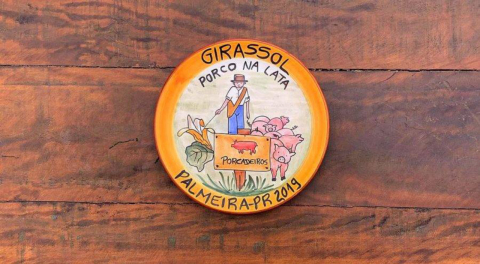 GIRASSOL
PORCO NA LATA
PORCADEIROS
PALMEIRA-PR 2019